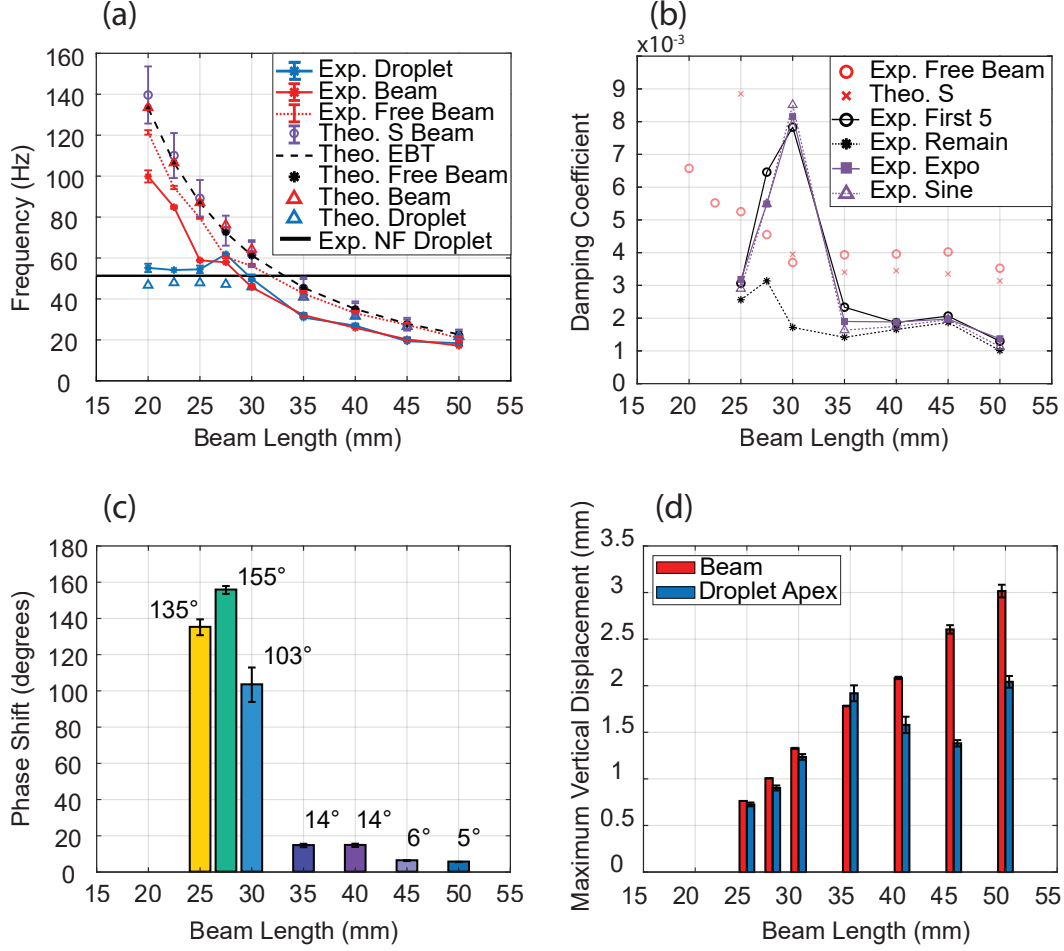 (a)
160
140
120
100
80
60
40
20
0
Frequency (Hz)
Exp. Droplet
Exp. Beam
Exp. Free Beam
Theo. S Beam
Theo. EBT
Theo. Free Beam
Theo. Beam
Theo. Droplet
Exp. NF Droplet
15 20 25 30 35 40 45 50 55
Beam Length (mm)
(b)
x10-3
9
8
7
6
5
4
3
2
1
0
Damping Coefficient
Exp. Free Beam
Theo. S
Exp. First 5
Exp. Remain
Exp. Expo
Exp. Sine
15 20 25 30 35 40 45 50 55
Beam Length (mm)
(c)
180
160
140
120
100
80
60
40
20
0
Phase Shift (degrees)
135°
155°
103°
14°
14°
6°
5°
15 20 25 30 35 40 45 50 55
Beam Length (mm)
(d)
3.5
3
2.5
2
1.5
1
0.5
0
Maximum Vertical Displacement (mm)
Beam
Droplet Apex
15 20 25 30 35 40 45 50 55
Beam Length (mm)